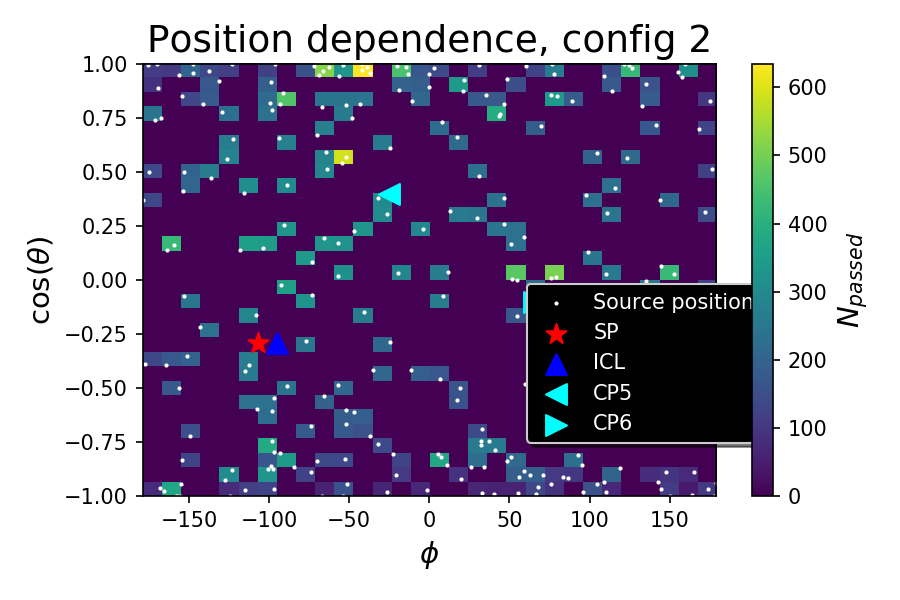 Position dependence, config 2
1.00
0.75
0.50
0.25
0.00
−0.25
−0.50
−0.75
−1.00
cos(θ)
−150
−100
−50
0
50
100
150
ϕ
Source position
SP
ICL
CP5
CP6
600
500
400
300
200
100
0
N_passed